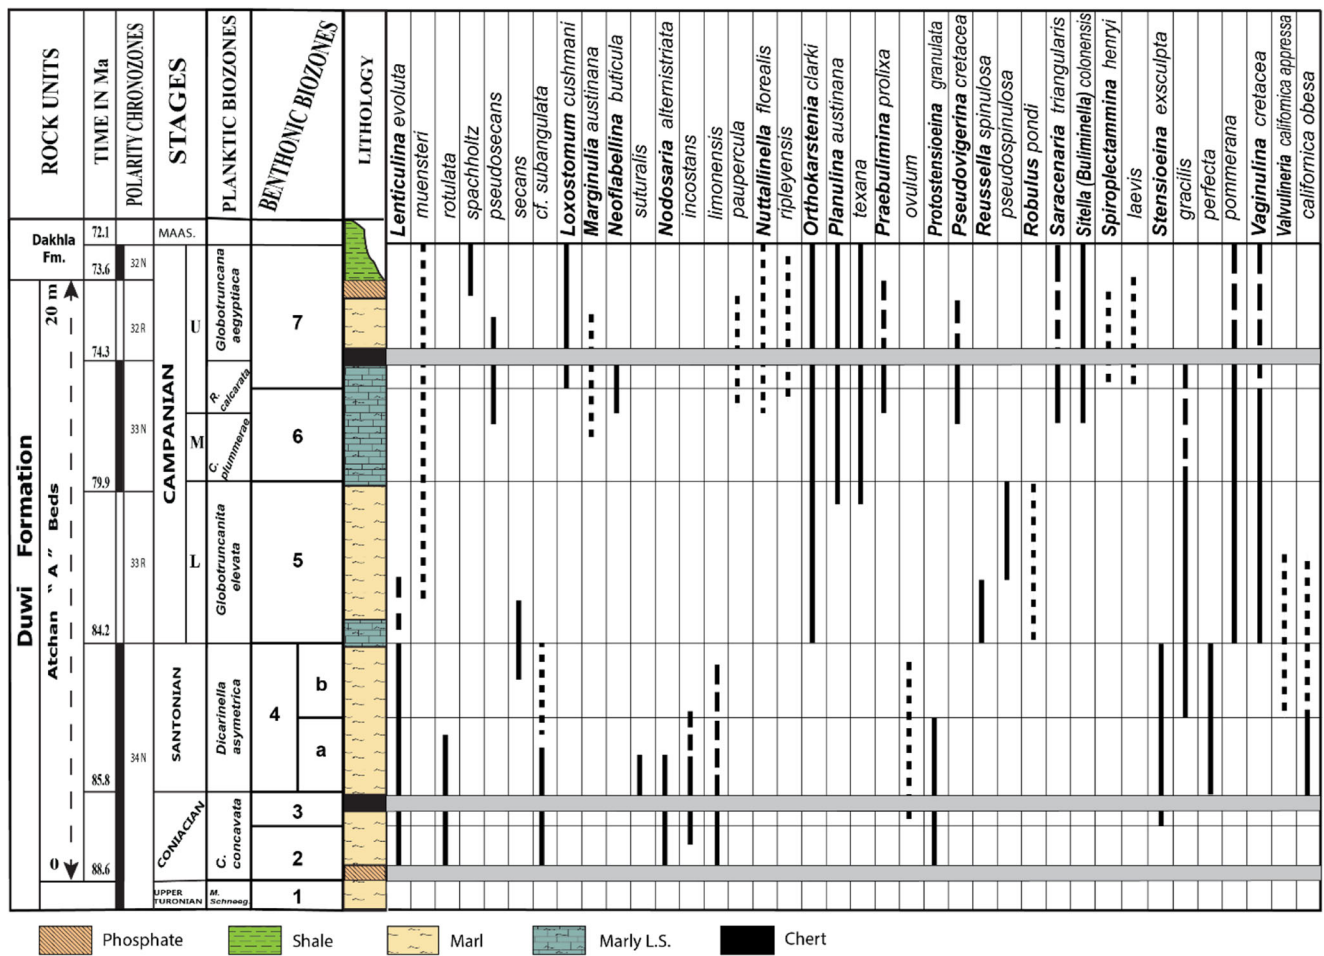 ROCK UNITS
TIME IN Ma
POLARITY CHRONOZONES
STAGES
PLANKTIC BIOZONES
BENTHONIC BIOZONES
LITHOLOGY
Lenticulina evoluta
muensteri
rotulata
spachholtz
pseudosecans
secans
cf. subangulata
Loxostomum cushmani
Marginulia austinana
Neoflabellina buticula
suturalis
Nodosaria alternistriata
incostans
limonensis
paupercula
Nuttallinella florealis
ripleyensis
Orthokarstenia clarki
Planulina austinana
texana
Praebulimina prolixa
ovulum
Protostensioeina granulata
Pseudovigerina cretacea
Reussella spinulosa
pseudospinulosa
Robulus pondi
Saracenaria triangularis
Sitella (Buliminella) colonensis
Spiroplectammina henryi
laevis
Stensioeina exsculpta
gracilis
perfecta
pommerana
Vaginulina cretacea
Valvulineria californica appressa
californica obesa
Dakhla
Fm.
Duwi Formation
Atchan "A" Beds
20 m
0
72.1
73.6
74.3
79.9
84.2
85.8
88.6
32N
32R
33N
33R
34N
MAAS.
CAMPANIAN
U
M
L
SANTONIAN
CONIACIAN
UPPER
TURONIAN
Globotruncana
aegyptiaca
R.
calcarata
C.
plummerae
Globotruncanita
elevata
Dicarinella
asymetrica
C.
concavata
M.
Schneeg.
7
6
5
4
b
a
3
2
1
Phosphate
Shale
Marl
Marly L.S.
Chert